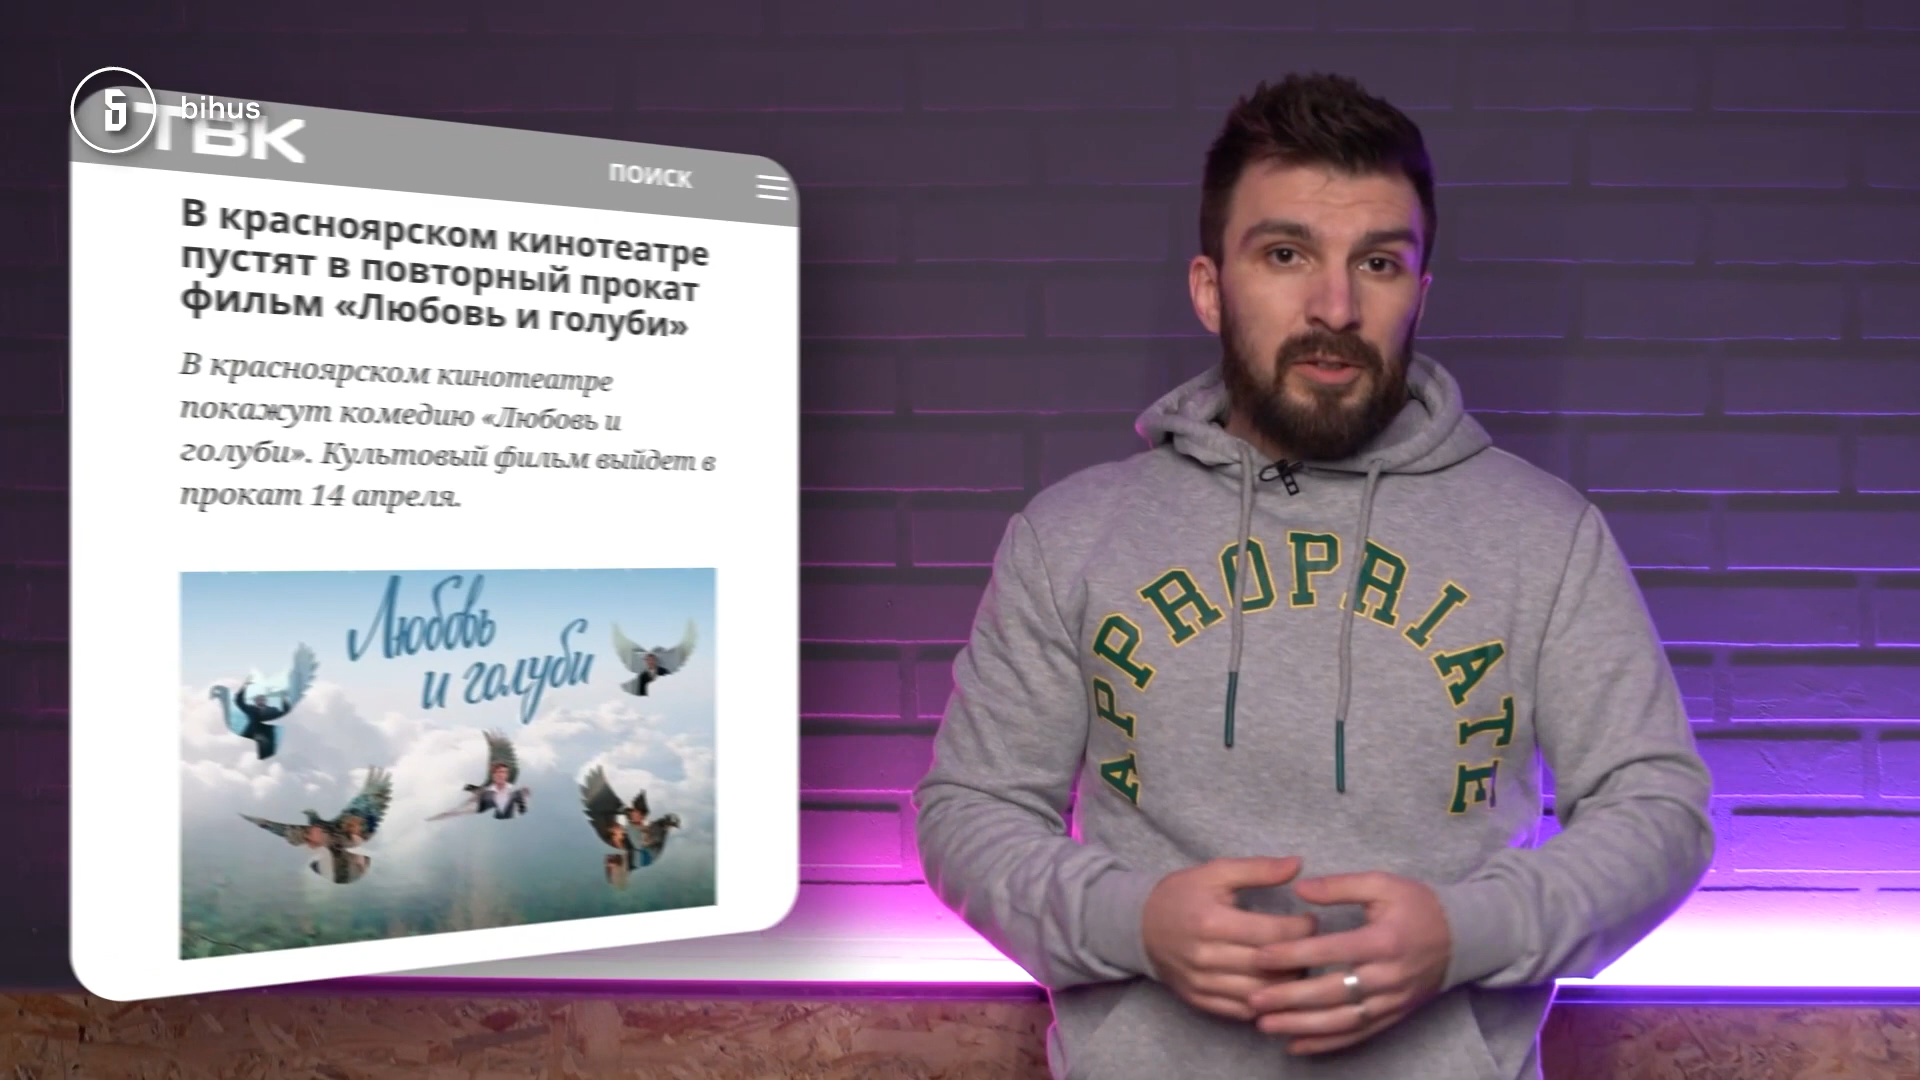 bihus
ТВК
ПОИСК
В красноярском кинотеатре
пустят в повторный прокат
фильм «Любовь и голуби»
В красноярском кинотеатре
покажут комедию «Любовь и
голуби». Культовый фильм выйдет в
прокат 14 апреля.
Любовь
и голуби
APPROPRIATE